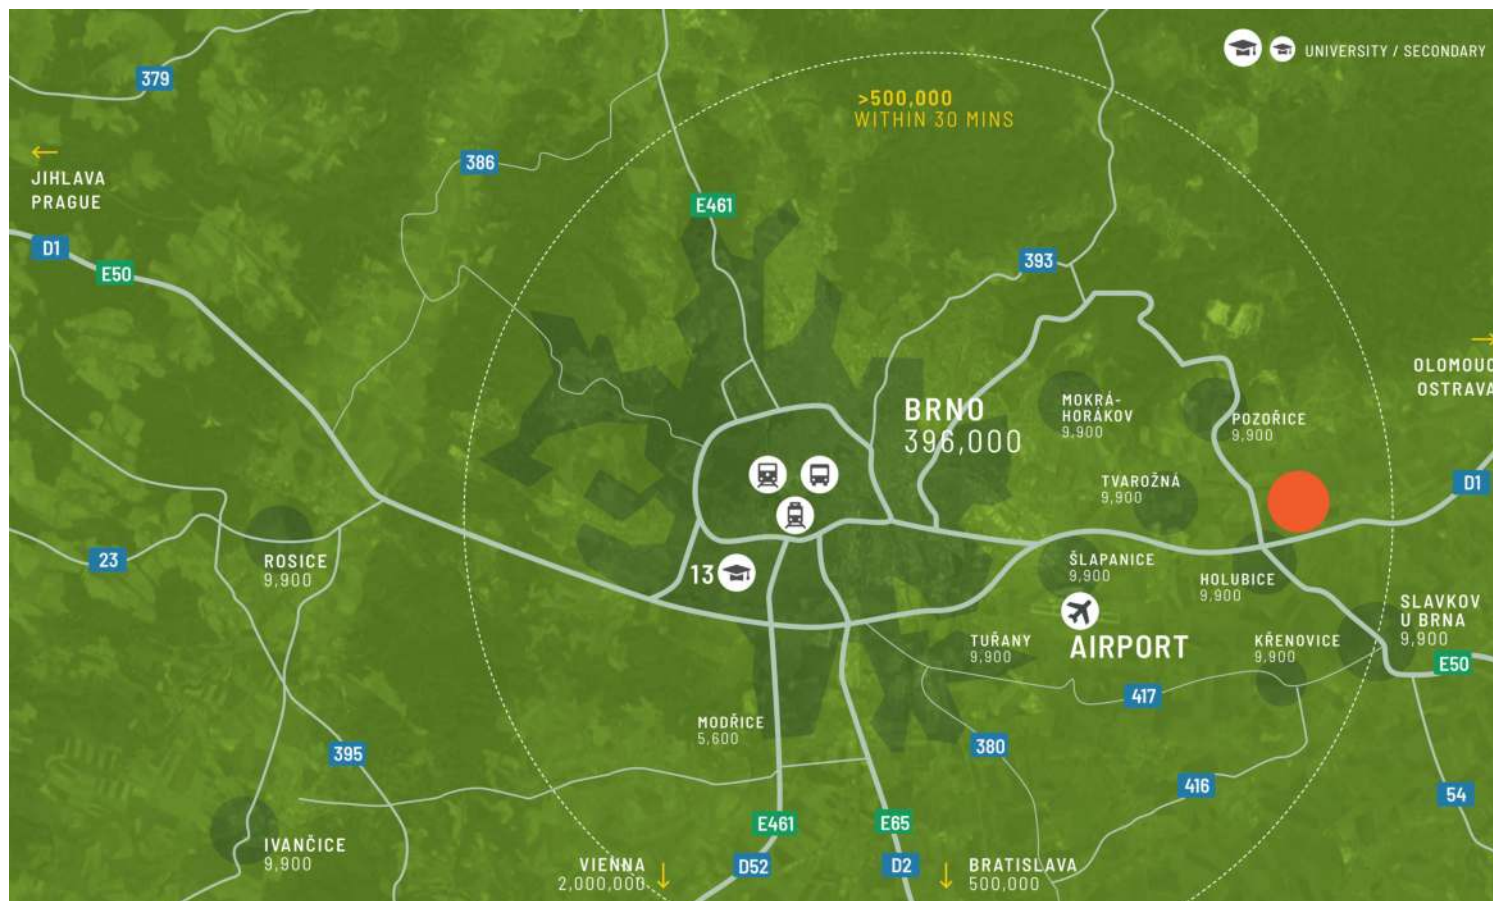 UNIVERSITY / SECONDARY
379
>500,000
WITHIN 30 MINS
JIHLAVA
PRAGUE
386
E461
D1
E50
393
OLOMOUC
OSTRAVA
BRNO
396,000
MOKRÁ-
HORÁKOV
9,900
POZOŘICE
9,900
TVAROŽNÁ
9,900
D1
23
ROSICE
9,900
13
ŠLAPANICE
9,900
HOLUBICE
9,900
SLAVKOV
U BRNA
9,900
TUŘANY
9,900
AIRPORT
KŘENOVICE
9,900
E50
417
MODŘICE
5,600
395
380
416
54
E461
E65
IVANČICE
9,900
VIENNA
2,000,000
D52
D2
BRATISLAVA
500,000